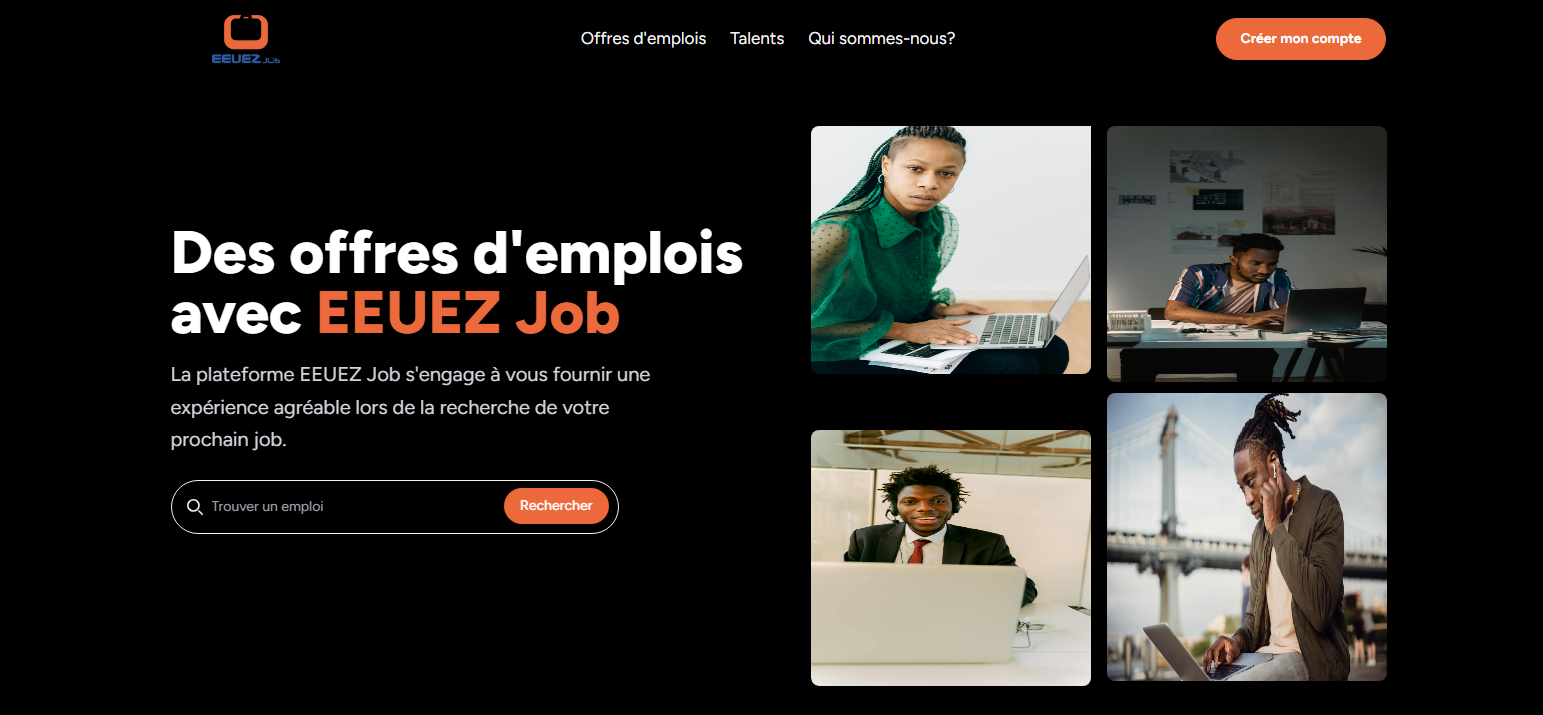 EEUEZ Job
Offres d'emplois
Talents
Qui sommes-nous?
Créer mon compte
Des offres d'emplois
avec EEUEZ Job
La plateforme EEUEZ Job s'engage à vous fournir une
expérience agréable lors de la recherche de votre
prochain job.
Trouver un emploi
Rechercher